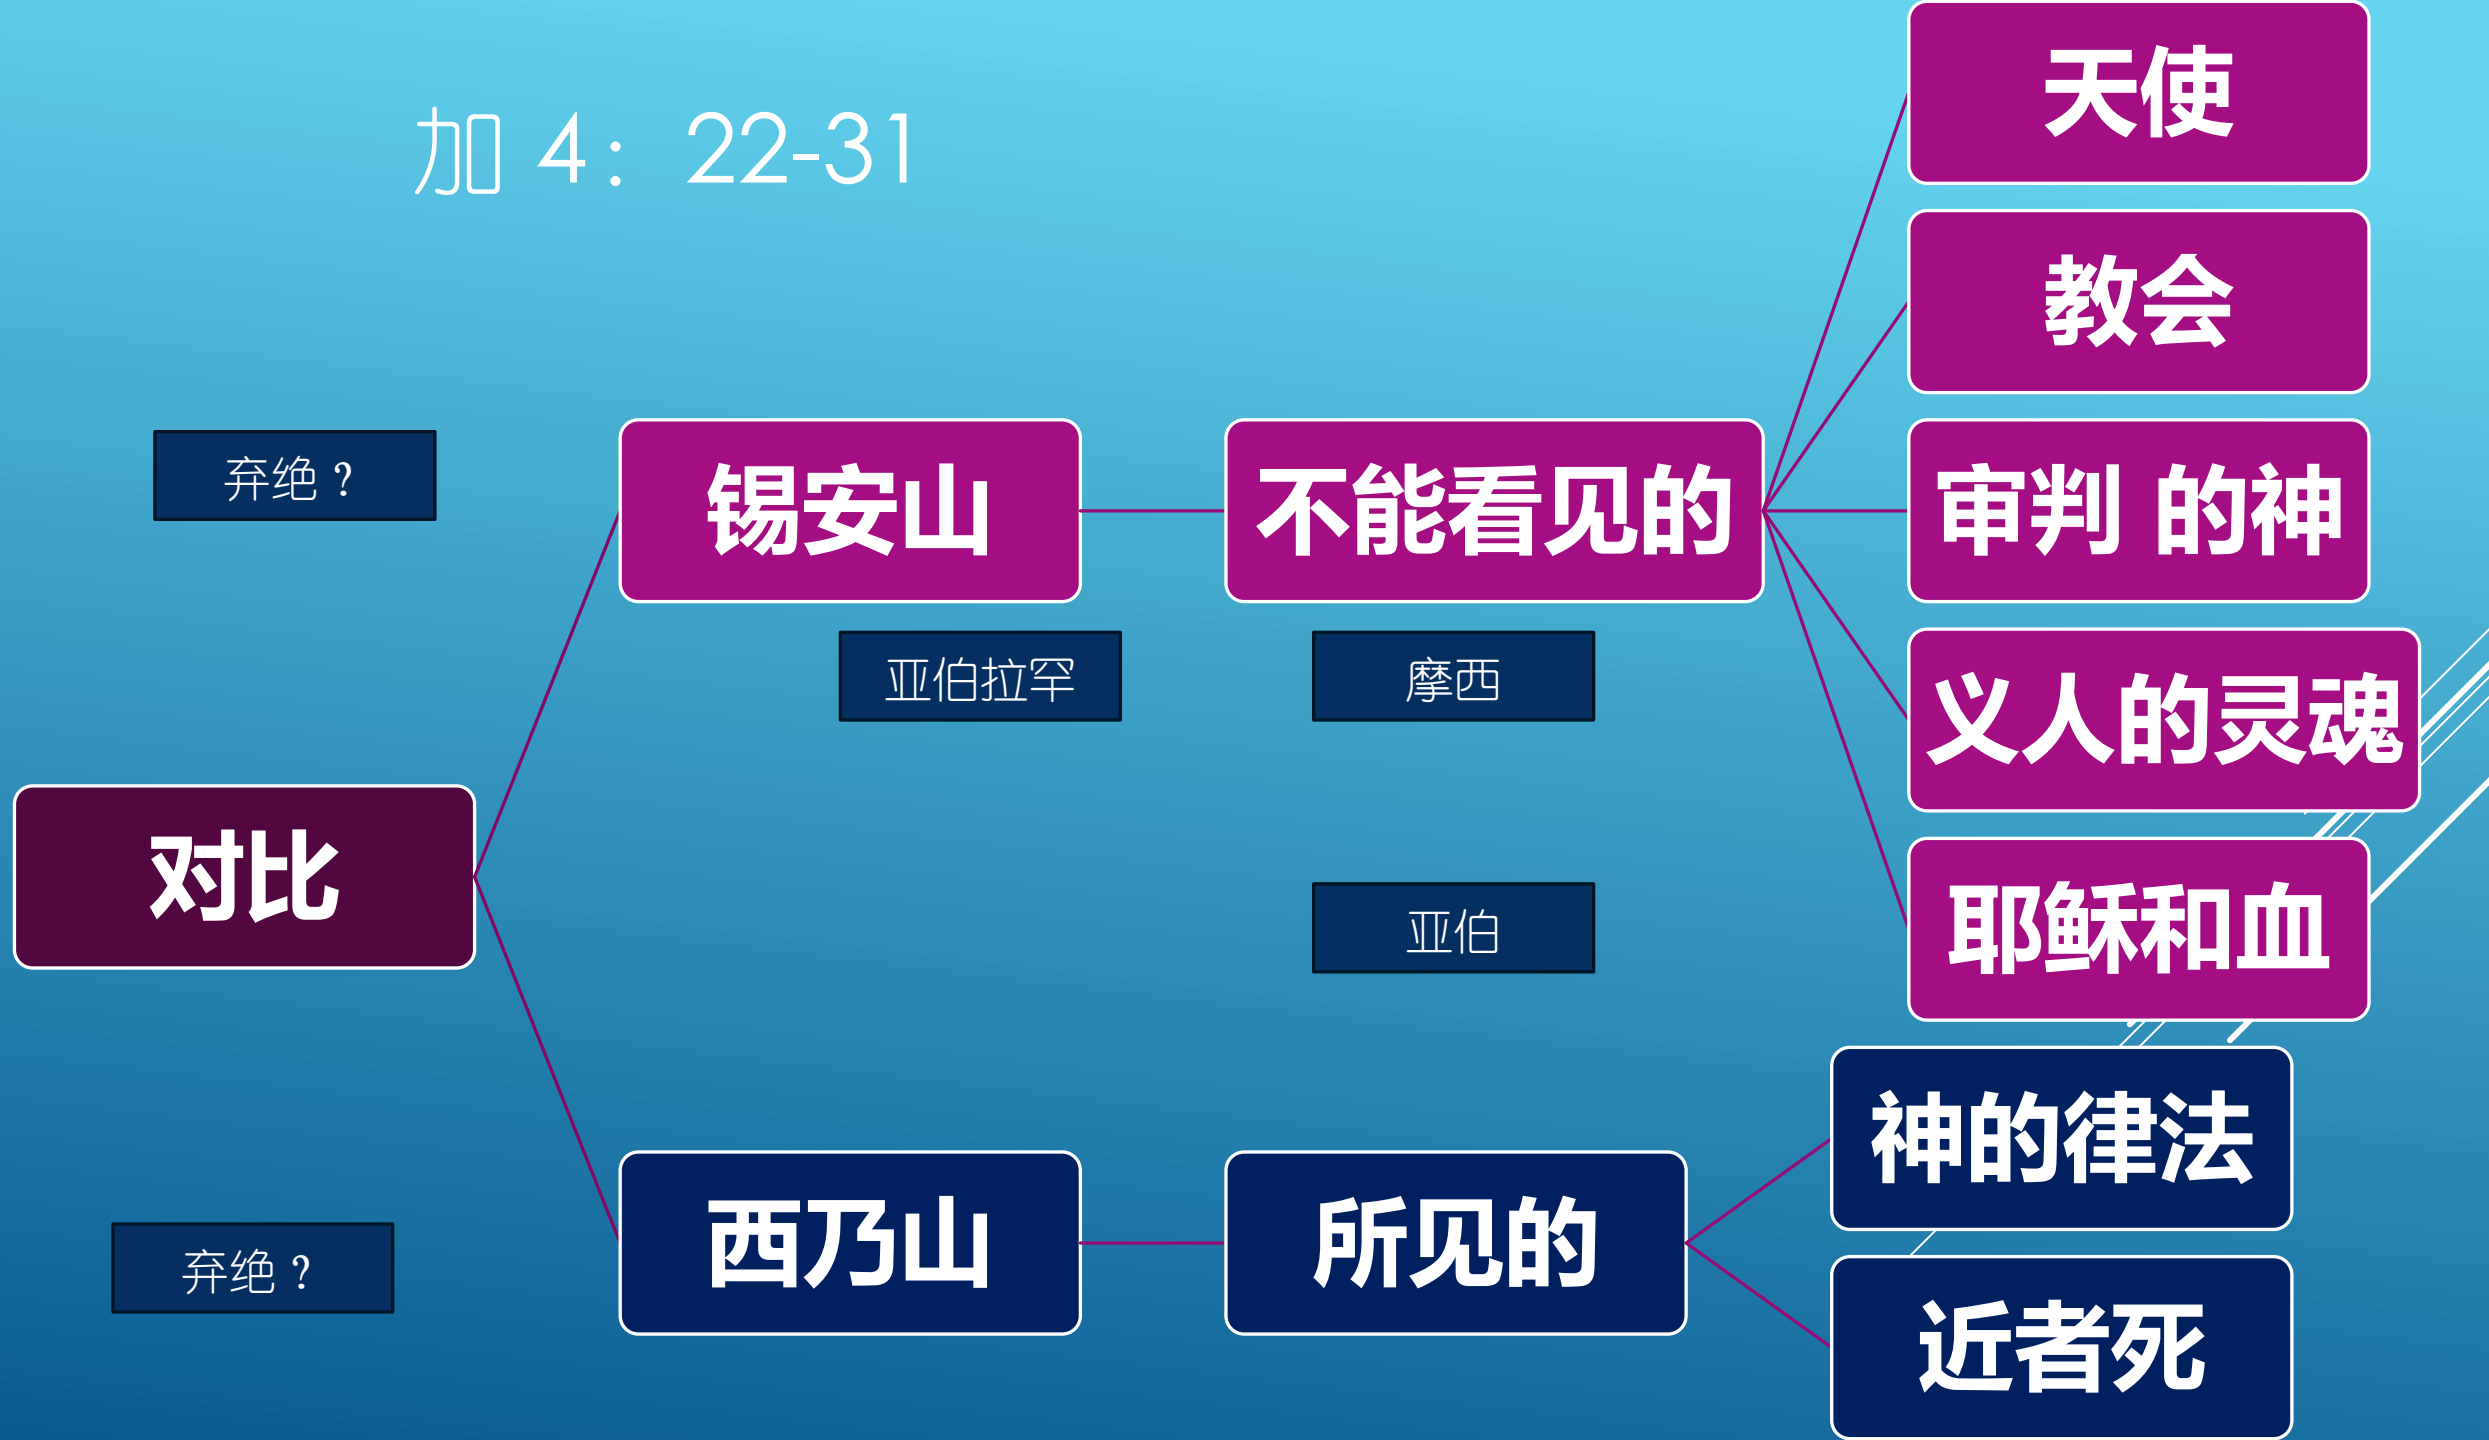 加 4：22-31
天使
教会
弃绝？
锡安山
不能看见的
审判 的神
亚伯拉罕
摩西
义人的灵魂
对比
亚伯
耶稣和血
神的律法
弃绝？
西乃山
所见的
近者死